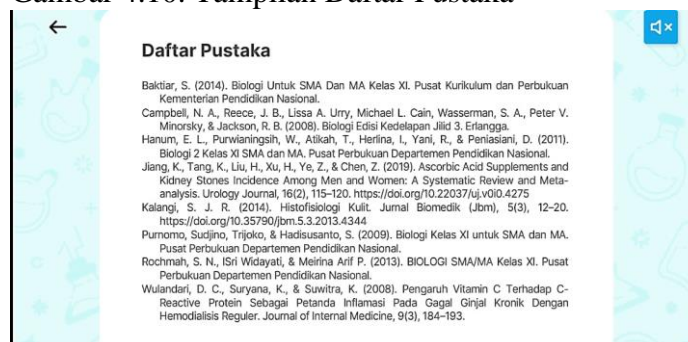 Daftar Pustaka
Baktiar, S. (2014). Biologi Untuk SMA Dan MA Kelas XI. Pusat Kurikulum dan Perbukuan
Kementerian Pendidikan Nasional.
Campbell, N. A., Reece, J. B., Lissa A. Urry, Michael L. Cain, Wasserman, S. A., Peter V.
Minorsky, & Jackson, R. B. (2008). Biologi Edisi Kedelapan Jilid 3. Erlangga.
Hanum, E. L., Purwianingsih, W., Atikah, T., Herlina, I., Yani, R., & Peniasiani, D. (2011).
Biologi 2 Kelas XI SMA dan MA. Pusat Perbukuan Departemen Pendidikan Nasional.
Jiang, K., Tang, K., Liu, H., Xu, H., Ye, Z., & Chen, Z. (2019). Ascorbic Acid Supplements and
Kidney Stones Incidence Among Men and Women: A Systematic Review and Meta-
analysis. Urology Journal, 16(2), 115–120. https://doi.org/10.22037/uj.v0i0.4275
Kalangi, S. J. R. (2014). Histofisiologi Kulit. Jurnal Biomedik (Jbm), 5(3), 12–20.
https://doi.org/10.35790/jbm.5.3.2013.4344
Purnomo, Sudjino, Trijoko, & Hadisusanto, S. (2009). Biologi Kelas XI untuk SMA dan MA.
Pusat Perbukuan Departemen Pendidikan Nasional.
Rochmah, S. N., ISri Widayati, & Meirina Arif P. (2013). BIOLOGI SMA/MA Kelas XI. Pusat
Perbukuan Departemen Pendidikan Nasional.
Wulandari, D. C., Suryana, K., & Suwitra, K. (2008). Pengaruh Vitamin C Terhadap C-
Reactive Protein Sebagai Petanda Inflamasi Pada Gagal Ginjal Kronik Dengan
Hemodialisis Reguler. Journal of Internal Medicine, 9(3), 184–193.